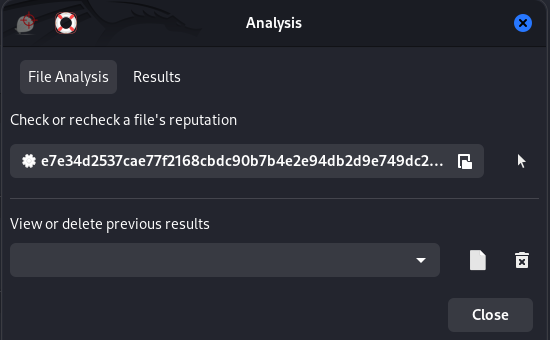 Analysis
File Analysis Results
Check or recheck a file's reputation
e7e34d2537cae77f2168cbdc90b7b4e2e94db2d9e749dc2...
View or delete previous results
Close